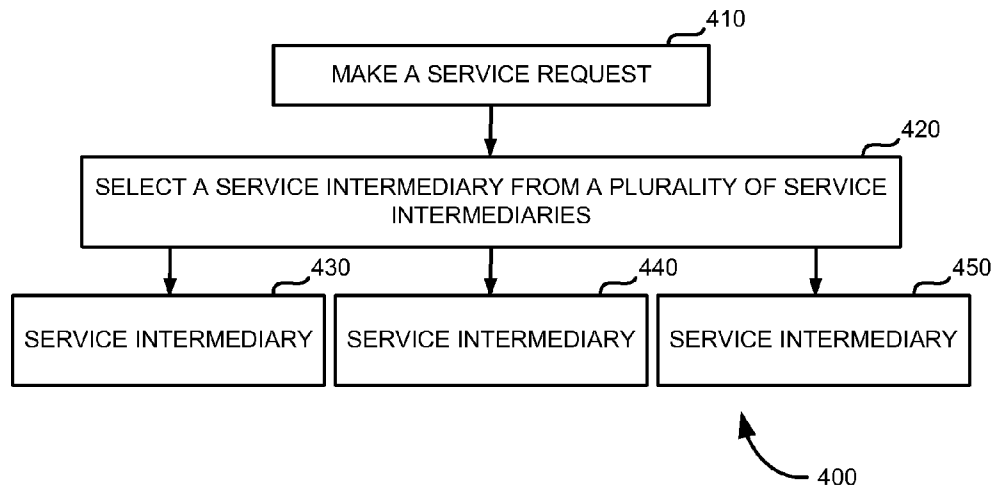 410
MAKE A SERVICE REQUEST
420
SELECT A SERVICE INTERMEDIARY FROM A PLURALITY OF SERVICE
INTERMEDIARIES
430
440
450
SERVICE INTERMEDIARY
SERVICE INTERMEDIARY
SERVICE INTERMEDIARY
400